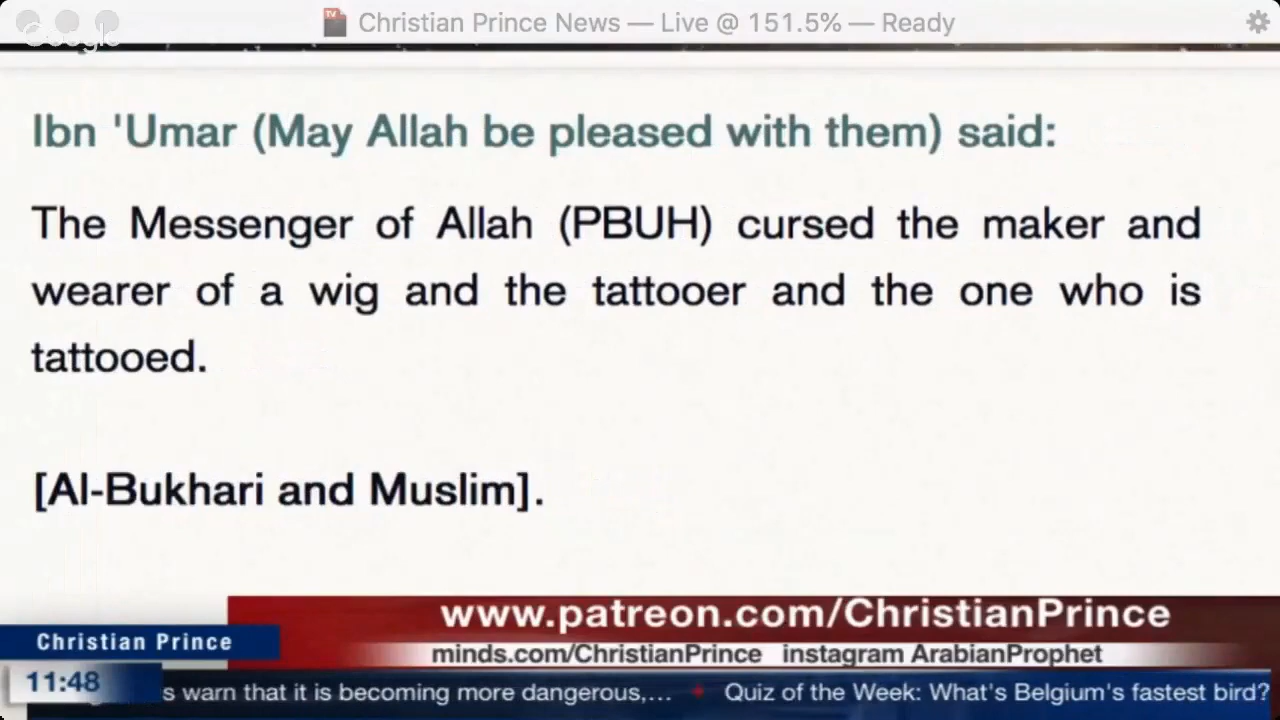 Christian Prince News — Live @ 151.5% — Ready
Google
Ibn 'Umar (May Allah be pleased with them) said:
The Messenger of Allah (PBUH) cursed the maker and
wearer of a wig and the tattooer and the one who is
tattooed.
[Al-Bukhari and Muslim].
www.patreon.com/ChristianPrince
Christian Prince
minds.com/ChristianPrince instagram ArabianProphet
11:48
s warn that it is becoming more dangerous,... Quiz of the Week: What's Belgium's fastest bird?